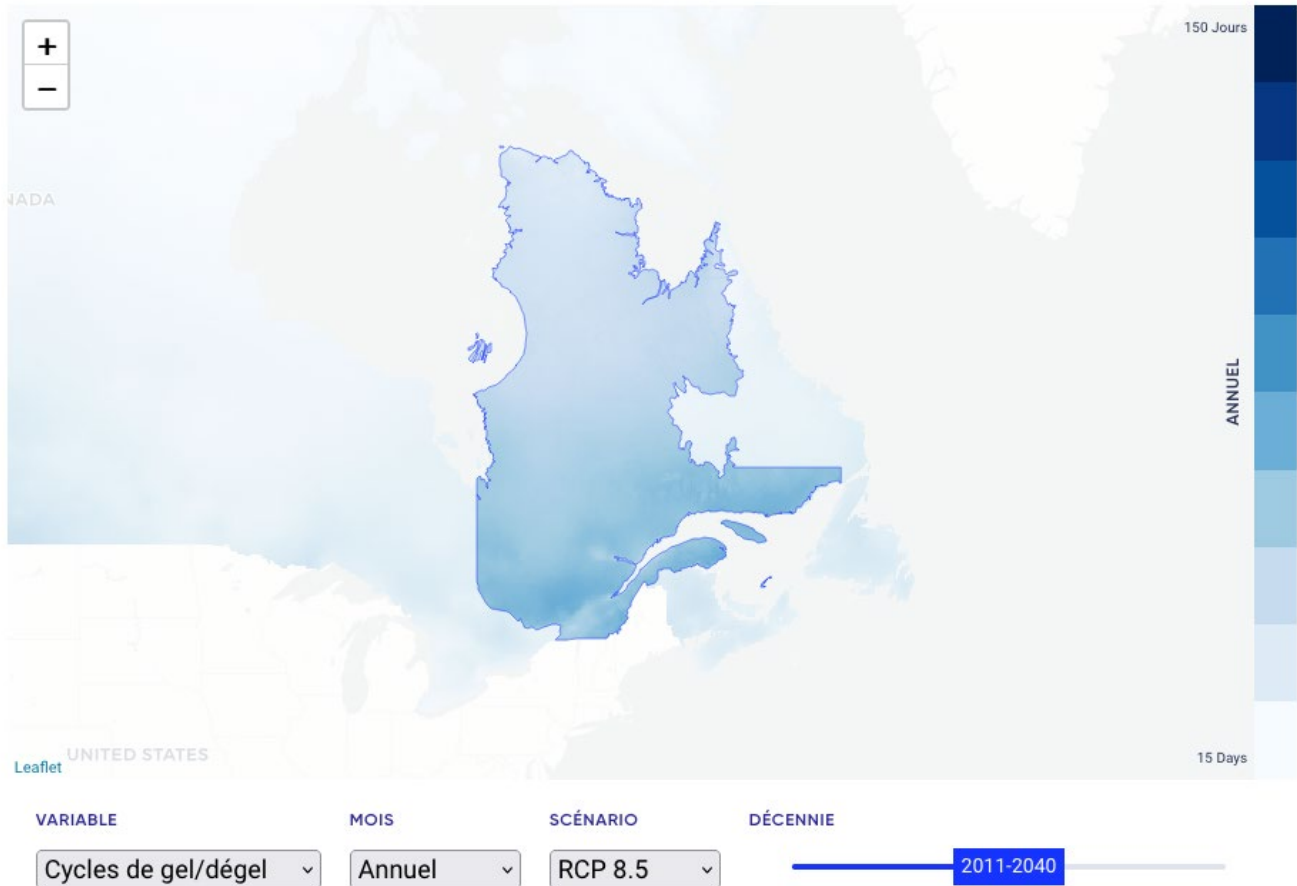 +
−
150 Jours
NADA
ANNUEL
UNITED STATES
Leaflet
15 Days
VARIABLE
MOIS
SCÉNARIO
DÉCENNIE
Cycles de gel/dégel
Annuel
RCP 8.5
2011-2040